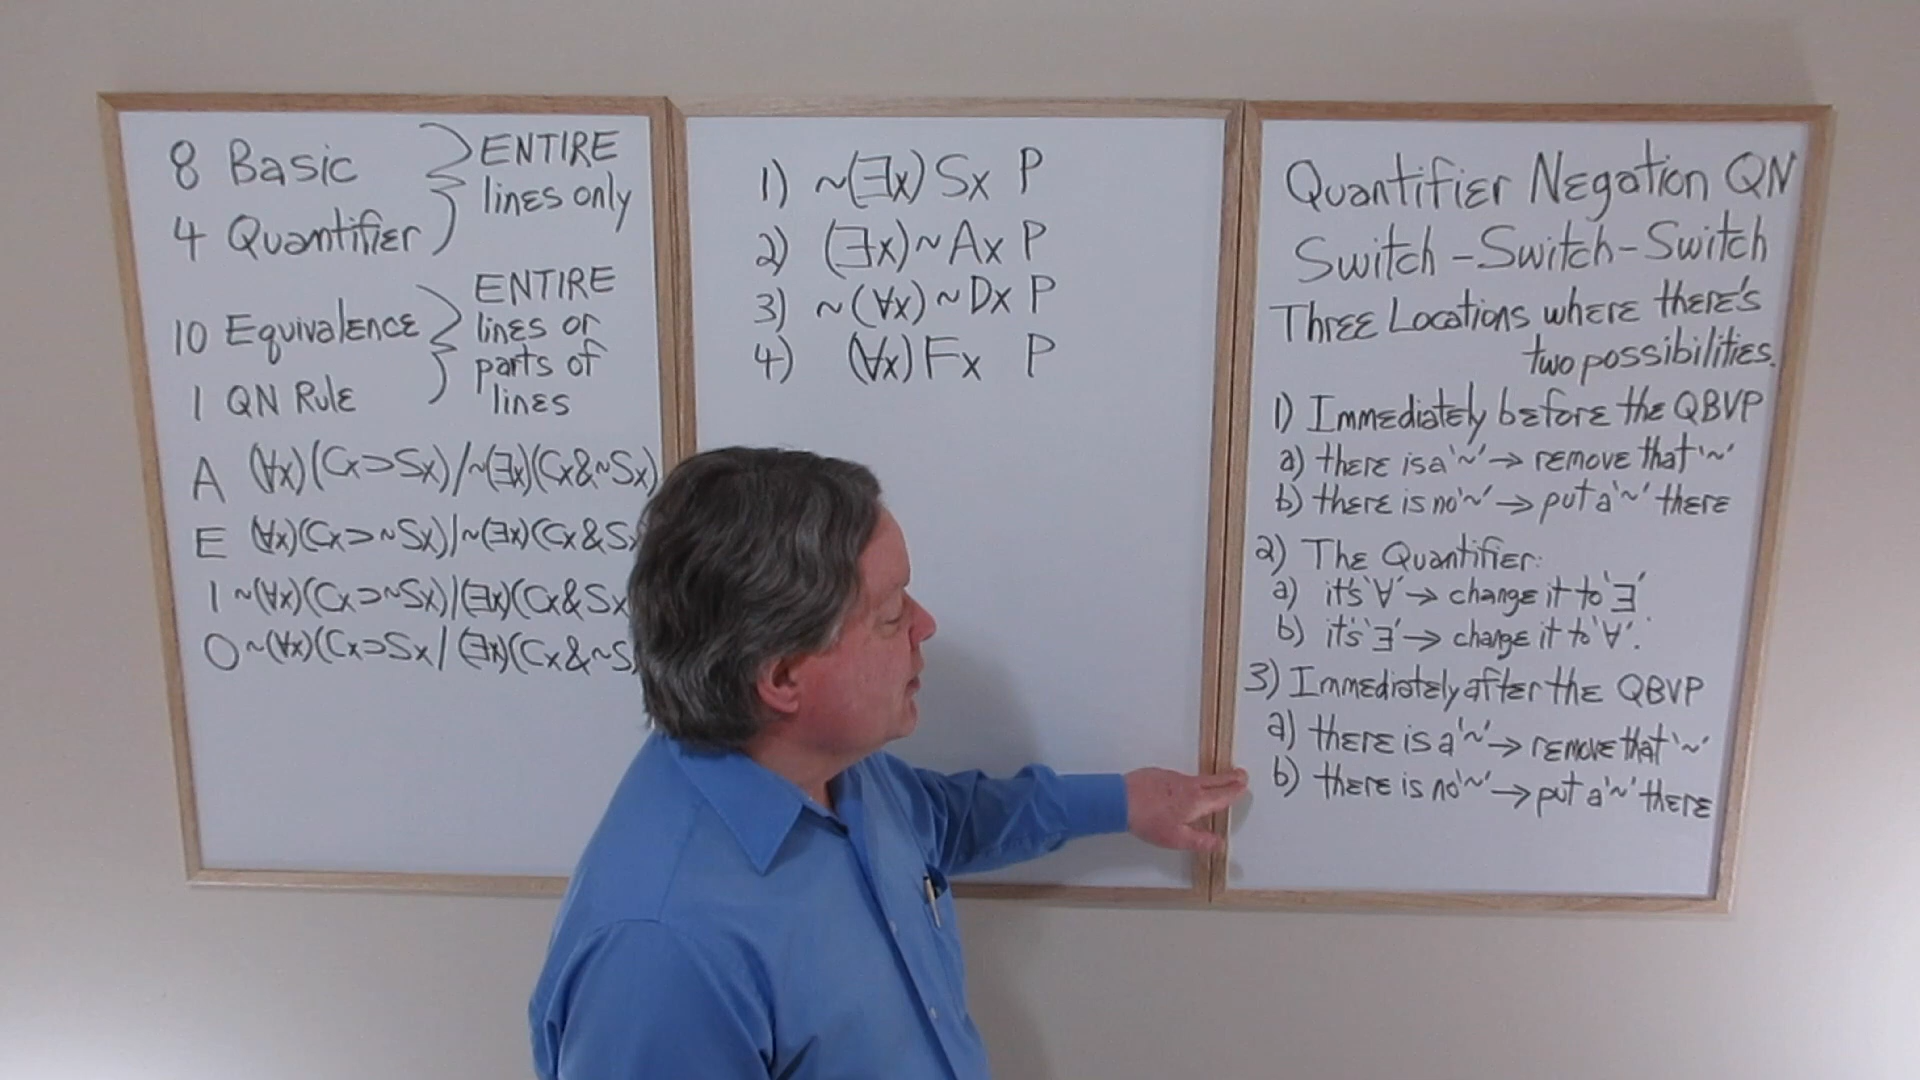 8 Basic
4 Quantifier
ENTIRE
lines only
10 Equivalence
1 QN Rule
ENTIRE
lines or
parts of
lines
A (∀x)(Cx⊃Sx)/~(∃x)(Cx&~Sx)
E (∀x)(Cx⊃~Sx)/~(∃x)(Cx&Sx
I ~(∀x)(Cx⊃~Sx)/(∃x)(Cx&Sx
O ~(∀x)(Cx⊃Sx/(∃x)(Cx&~S
1) ~(∃x)Sx P
2) (∃x)~Ax P
3) ~(∀x)~Dx P
4) (∀x)Fx P
Quantifier Negation QN
Switch-Switch-Switch
Three Locations where there's
two possibilities.
1) Immediately before the QBVP
a) there is a '~' → remove that '~'
b) there is no '~' → put a '~' there
2) The Quantifier:
a) it's '∀' → change it to '∃'.
b) it's '∃' → change it to '∀'.
3) Immediately after the QBVP
a) there is a '~' → remove that '~'
b) there is no '~' → put a '~' there